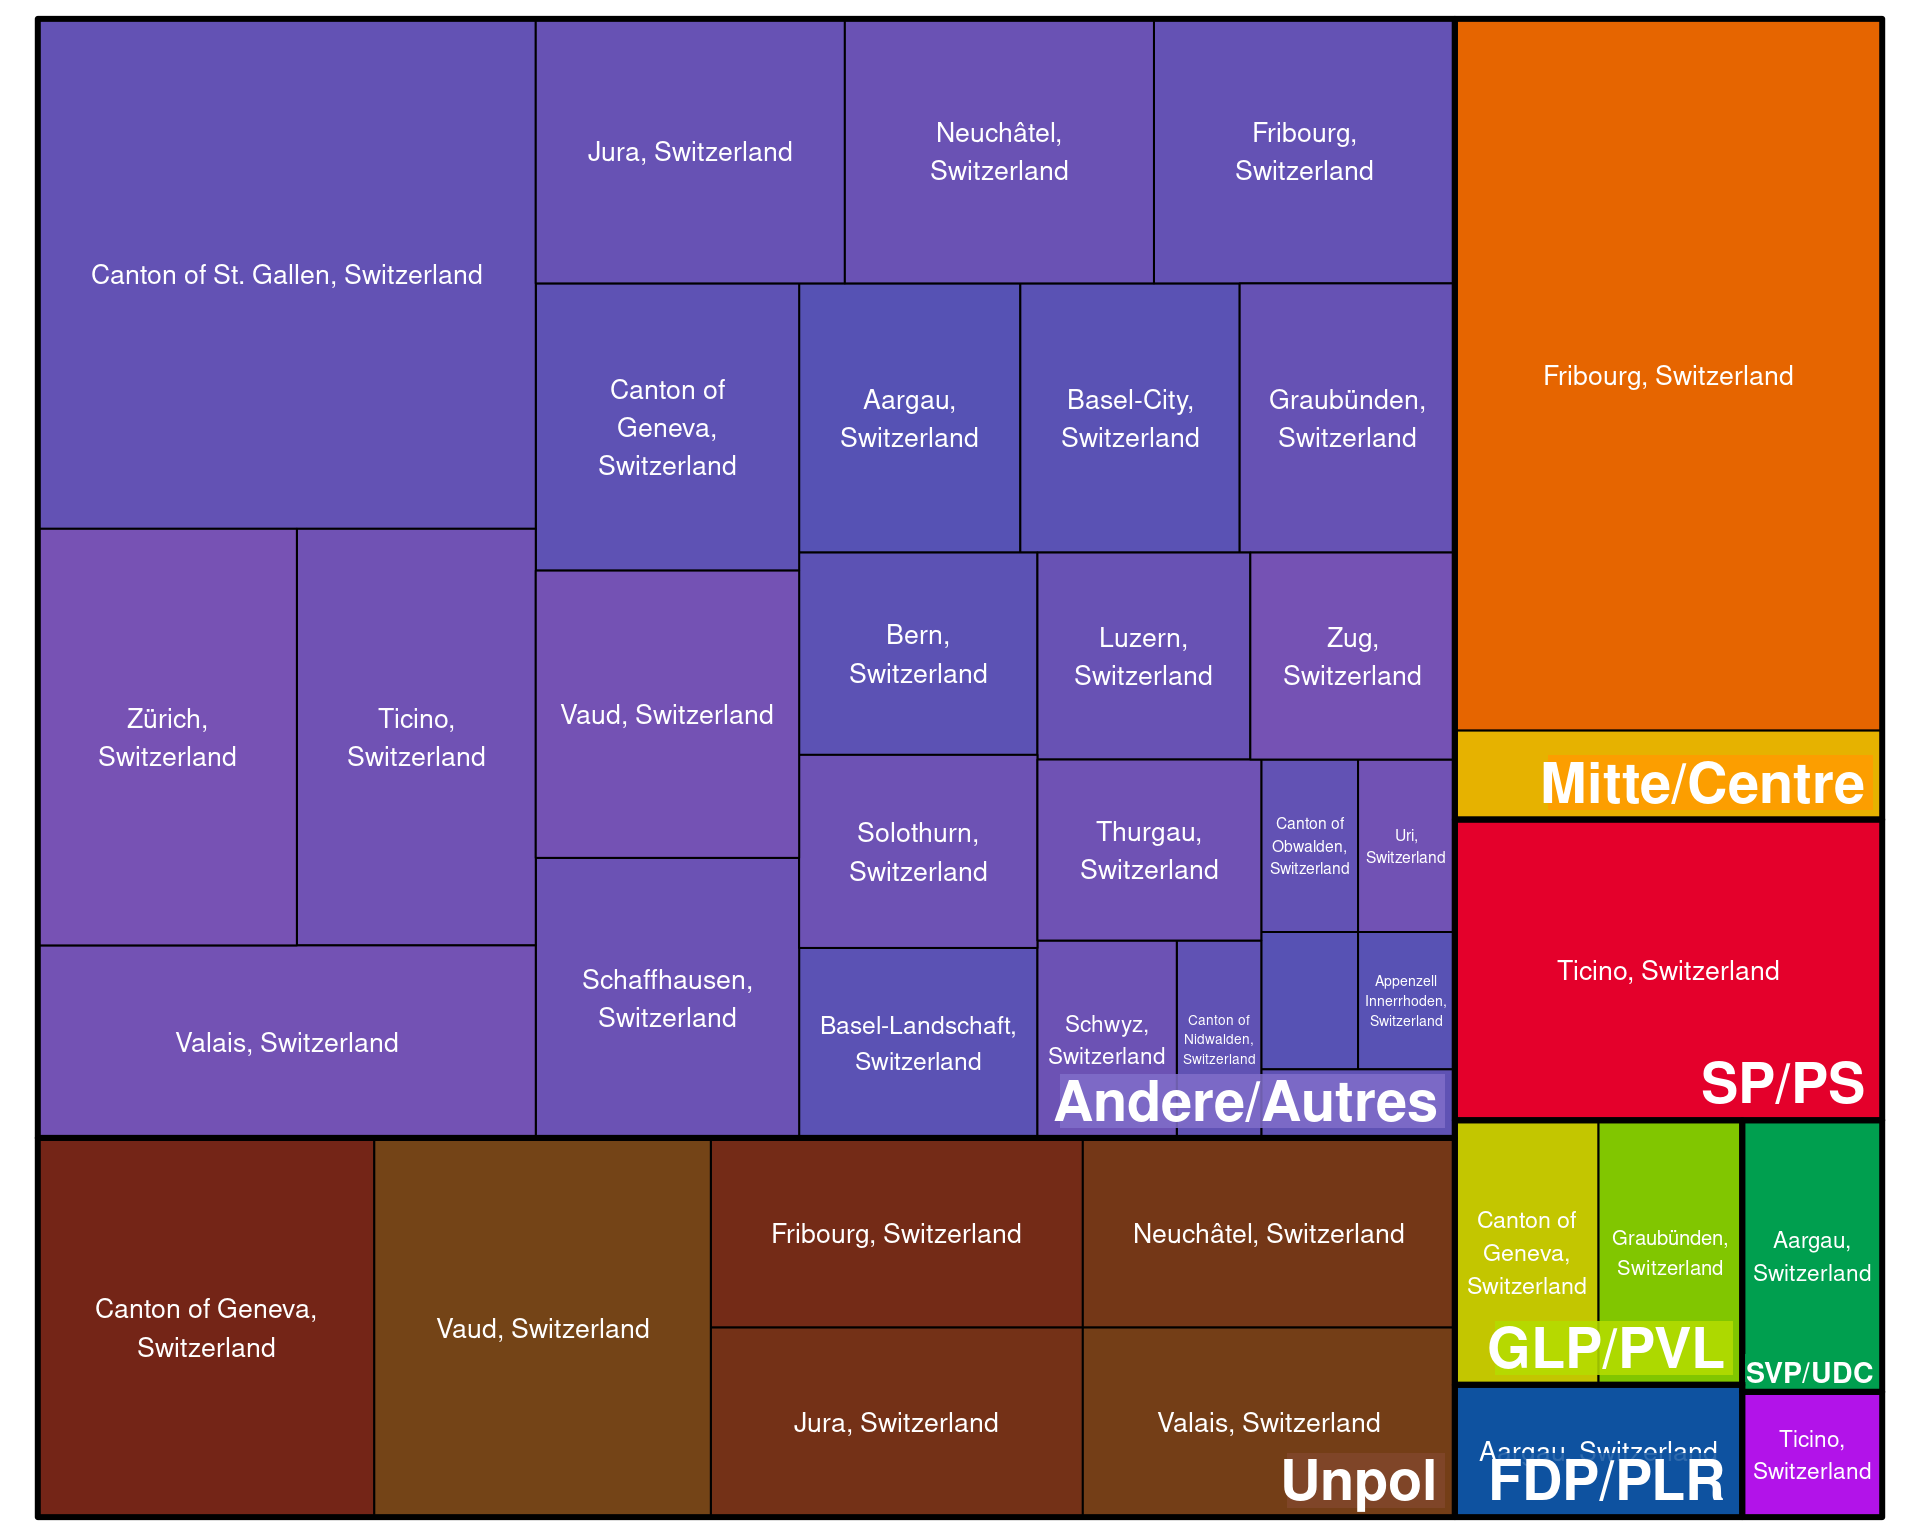 Canton of St. Gallen, Switzerland
Jura, Switzerland
Neuchâtel,
Switzerland
Fribourg,
Switzerland
Canton of
Geneva,
Switzerland
Aargau,
Switzerland
Basel-City,
Switzerland
Graubünden,
Switzerland
Zürich,
Switzerland
Ticino,
Switzerland
Vaud, Switzerland
Bern,
Switzerland
Luzern,
Switzerland
Zug,
Switzerland
Solothurn,
Switzerland
Thurgau,
Switzerland
Canton of
Obwalden,
Switzerland
Uri,
Switzerland
Valais, Switzerland
Schaffhausen,
Switzerland
Basel-Landschaft,
Switzerland
Schwyz,
Switzerland
Canton of
Nidwalden,
Switzerland
Appenzell
Innerrhoden,
Switzerland
Andere/Autres
Canton of Geneva,
Switzerland
Vaud, Switzerland
Fribourg, Switzerland
Neuchâtel, Switzerland
Jura, Switzerland
Valais, Switzerland
Unpol
Fribourg, Switzerland
Mitte/Centre
Ticino, Switzerland
SP/PS
Canton of
Geneva,
Switzerland
Graubünden,
Switzerland
GLP/PVL
Aargau,
Switzerland
SVP/UDC
Aargau, Switzerland
FDP/PLR
Ticino,
Switzerland